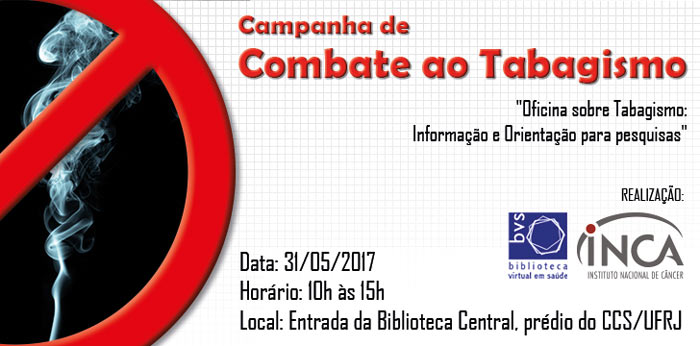 Campanha de
Combate ao Tabagismo
"Oficina sobre Tabagismo:
Informação e Orientação para pesquisas"
REALIZAÇÃO:
bvs
biblioteca
virtual em saúde
INCA
INSTITUTO NACIONAL DE CÂNCER
Data: 31/05/2017
Horário: 10h às 15h
Local: Entrada da Biblioteca Central, prédio do CCS/UFRJ